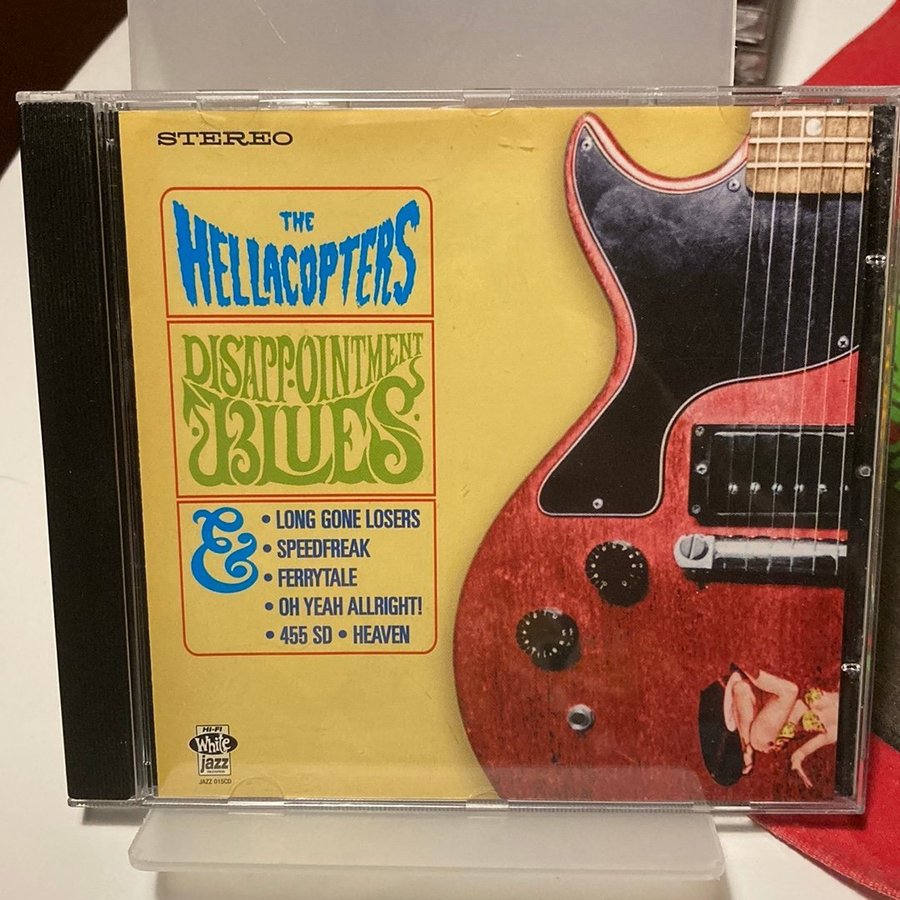 STEREO
THE
HELLACOPTERS
DISAPPOINTMENT
BLUES
&
• LONG GONE LOSERS
• SPEEDFREAK
• FERRYTALE
• OH YEAH ALLRIGHT!
• 455 SD • HEAVEN
HI-FI
White
jazz
RECORDS
JAZZ 015CD